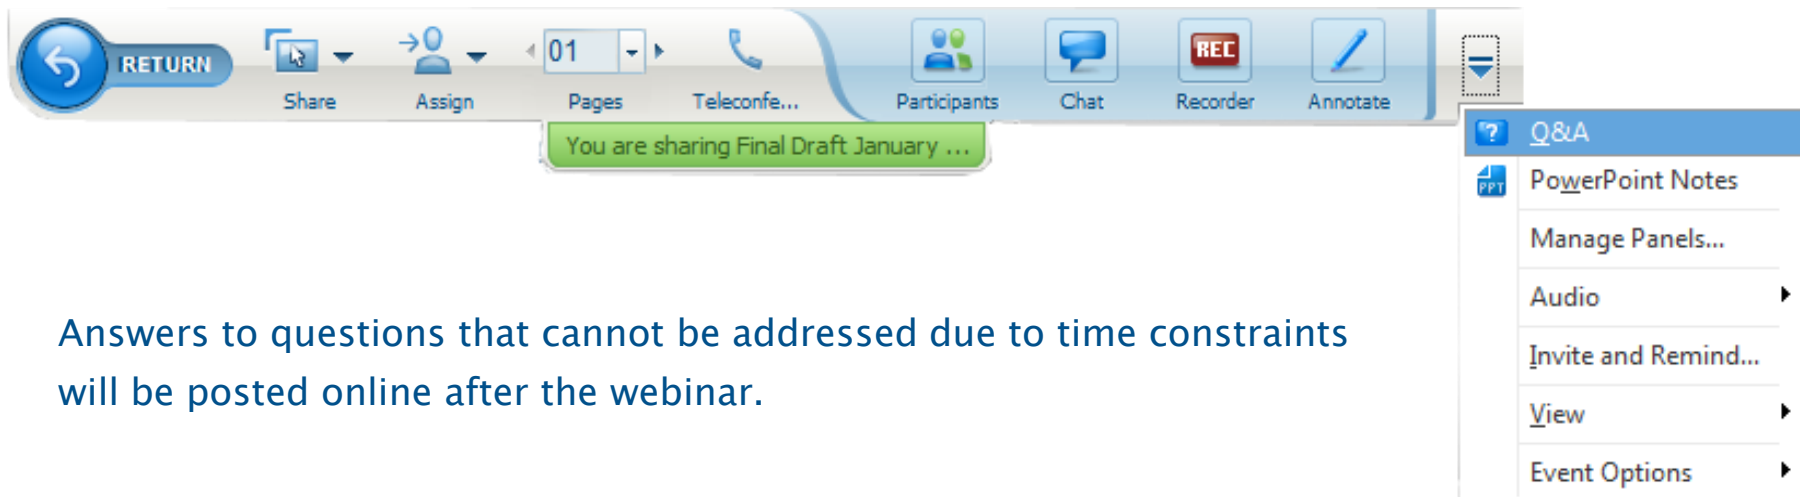 RETURN
Share
Assign
01
Pages
Teleconfe...
Participants
Chat
REC
Recorder
Annotate
You are sharing Final Draft January ...
? Q&A
PPT PowerPoint Notes
Manage Panels...
Audio
Invite and Remind...
View
Event Options
Answers to questions that cannot be addressed due to time constraints
will be posted online after the webinar.